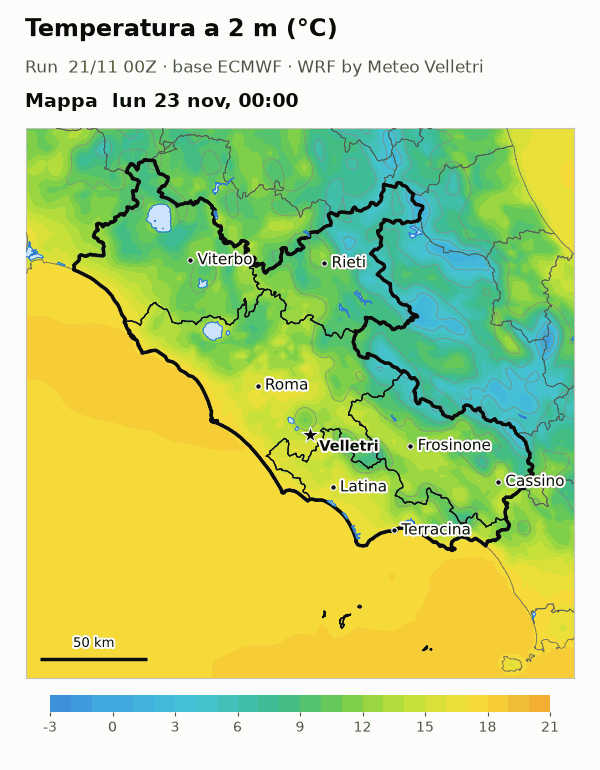 Temperatura a 2 m (°C)
Run  21/11 00Z · base ECMWF · WRF by Meteo Velletri
Mappa  lun 23 nov, 00:00
Viterbo
Rieti
Roma
Velletri
Frosinone
Latina
Cassino
Terracina
50 km
-3 0 3 6 9 12 15 18 21